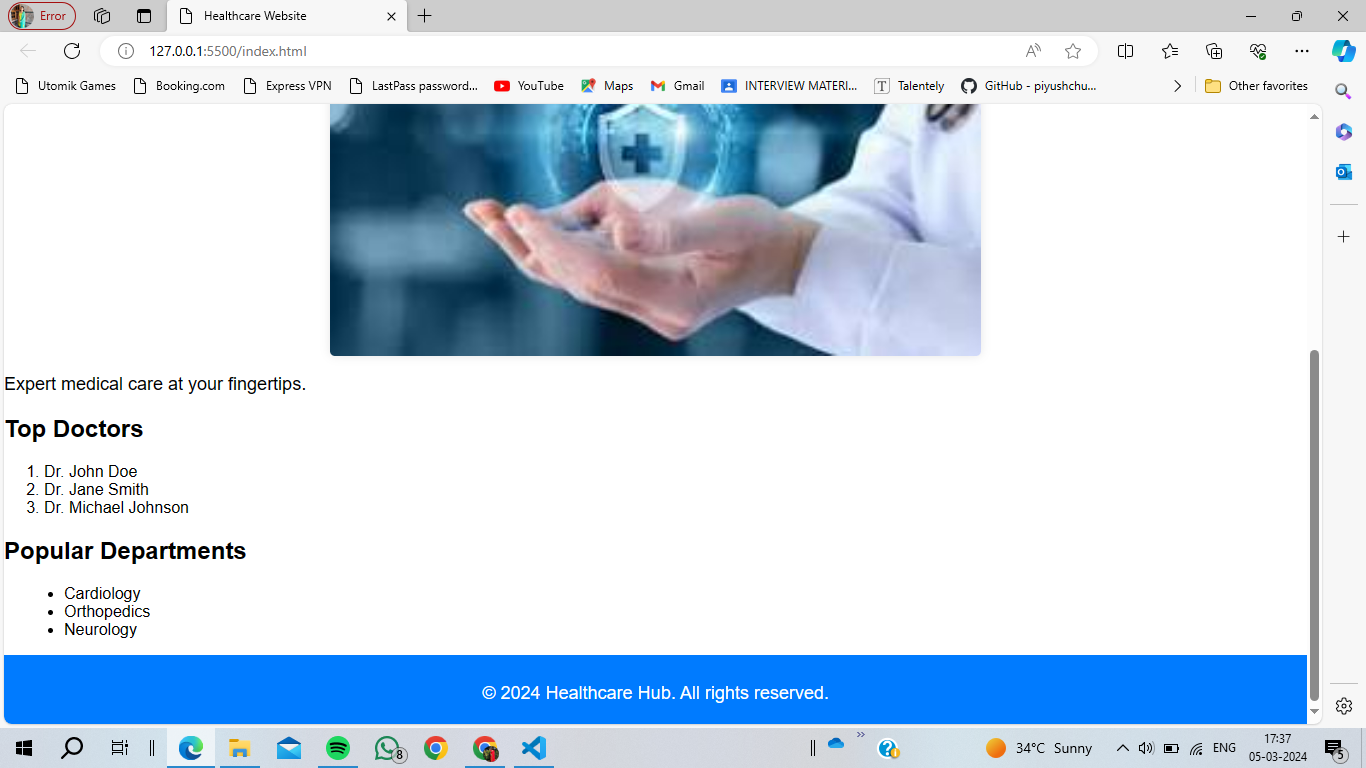 Error
Healthcare Website
127.0.0.1:5500/index.html
Utomik Games Booking.com Express VPN LastPass password... YouTube Maps Gmail INTERVIEW MATERI... T Talentely GitHub - piyushchu... Other favorites
Expert medical care at your fingertips.
Top Doctors
1. Dr. John Doe
2. Dr. Jane Smith
3. Dr. Michael Johnson
Popular Departments
• Cardiology
• Orthopedics
• Neurology
© 2024 Healthcare Hub. All rights reserved.
8
34°C Sunny
ENG
17:37
05-03-2024
5